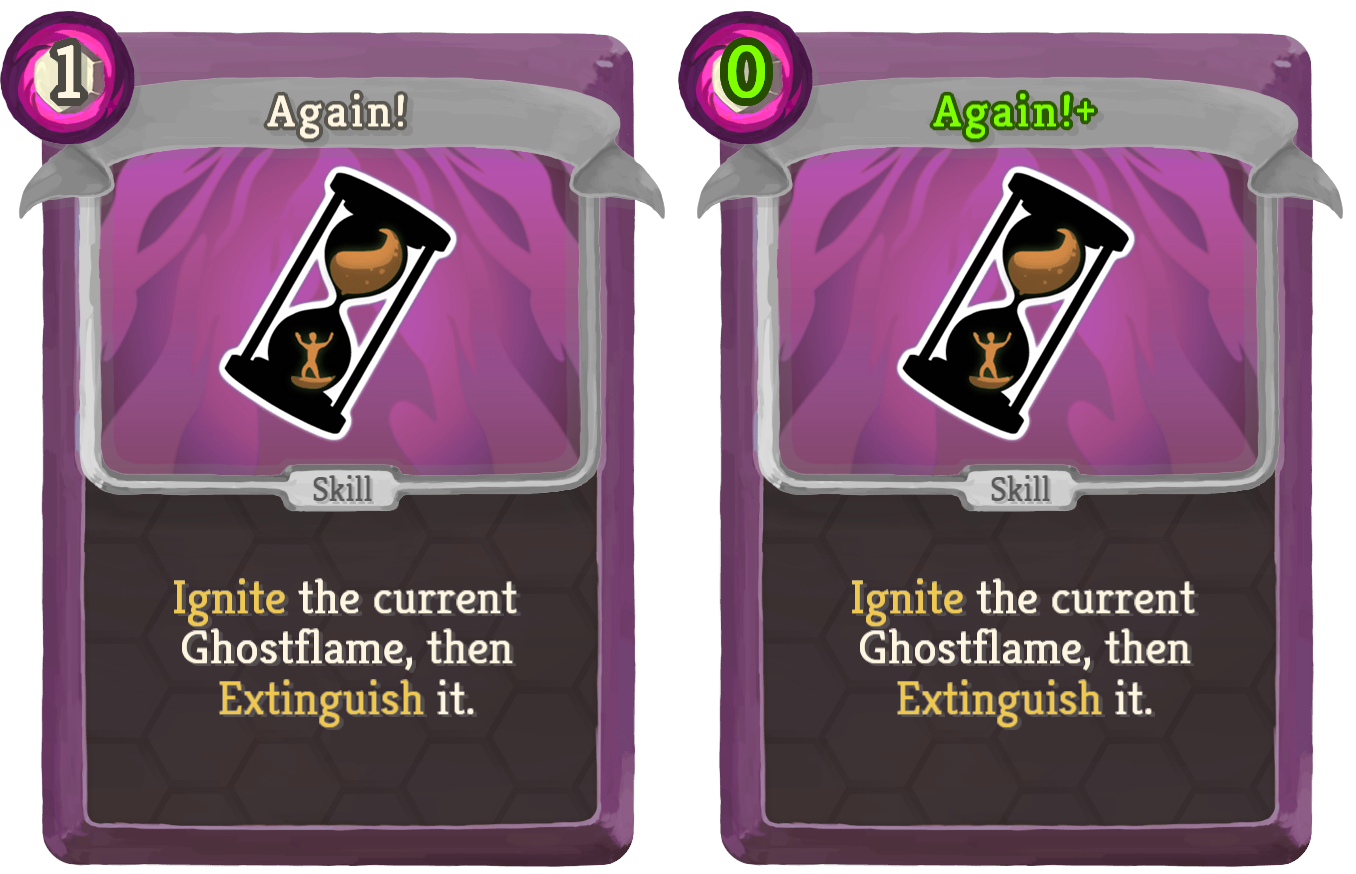 1
Again!
Skill
Ignite the current
Ghostflame, then
Extinguish it.
0
Again!+
Skill
Ignite the current
Ghostflame, then
Extinguish it.